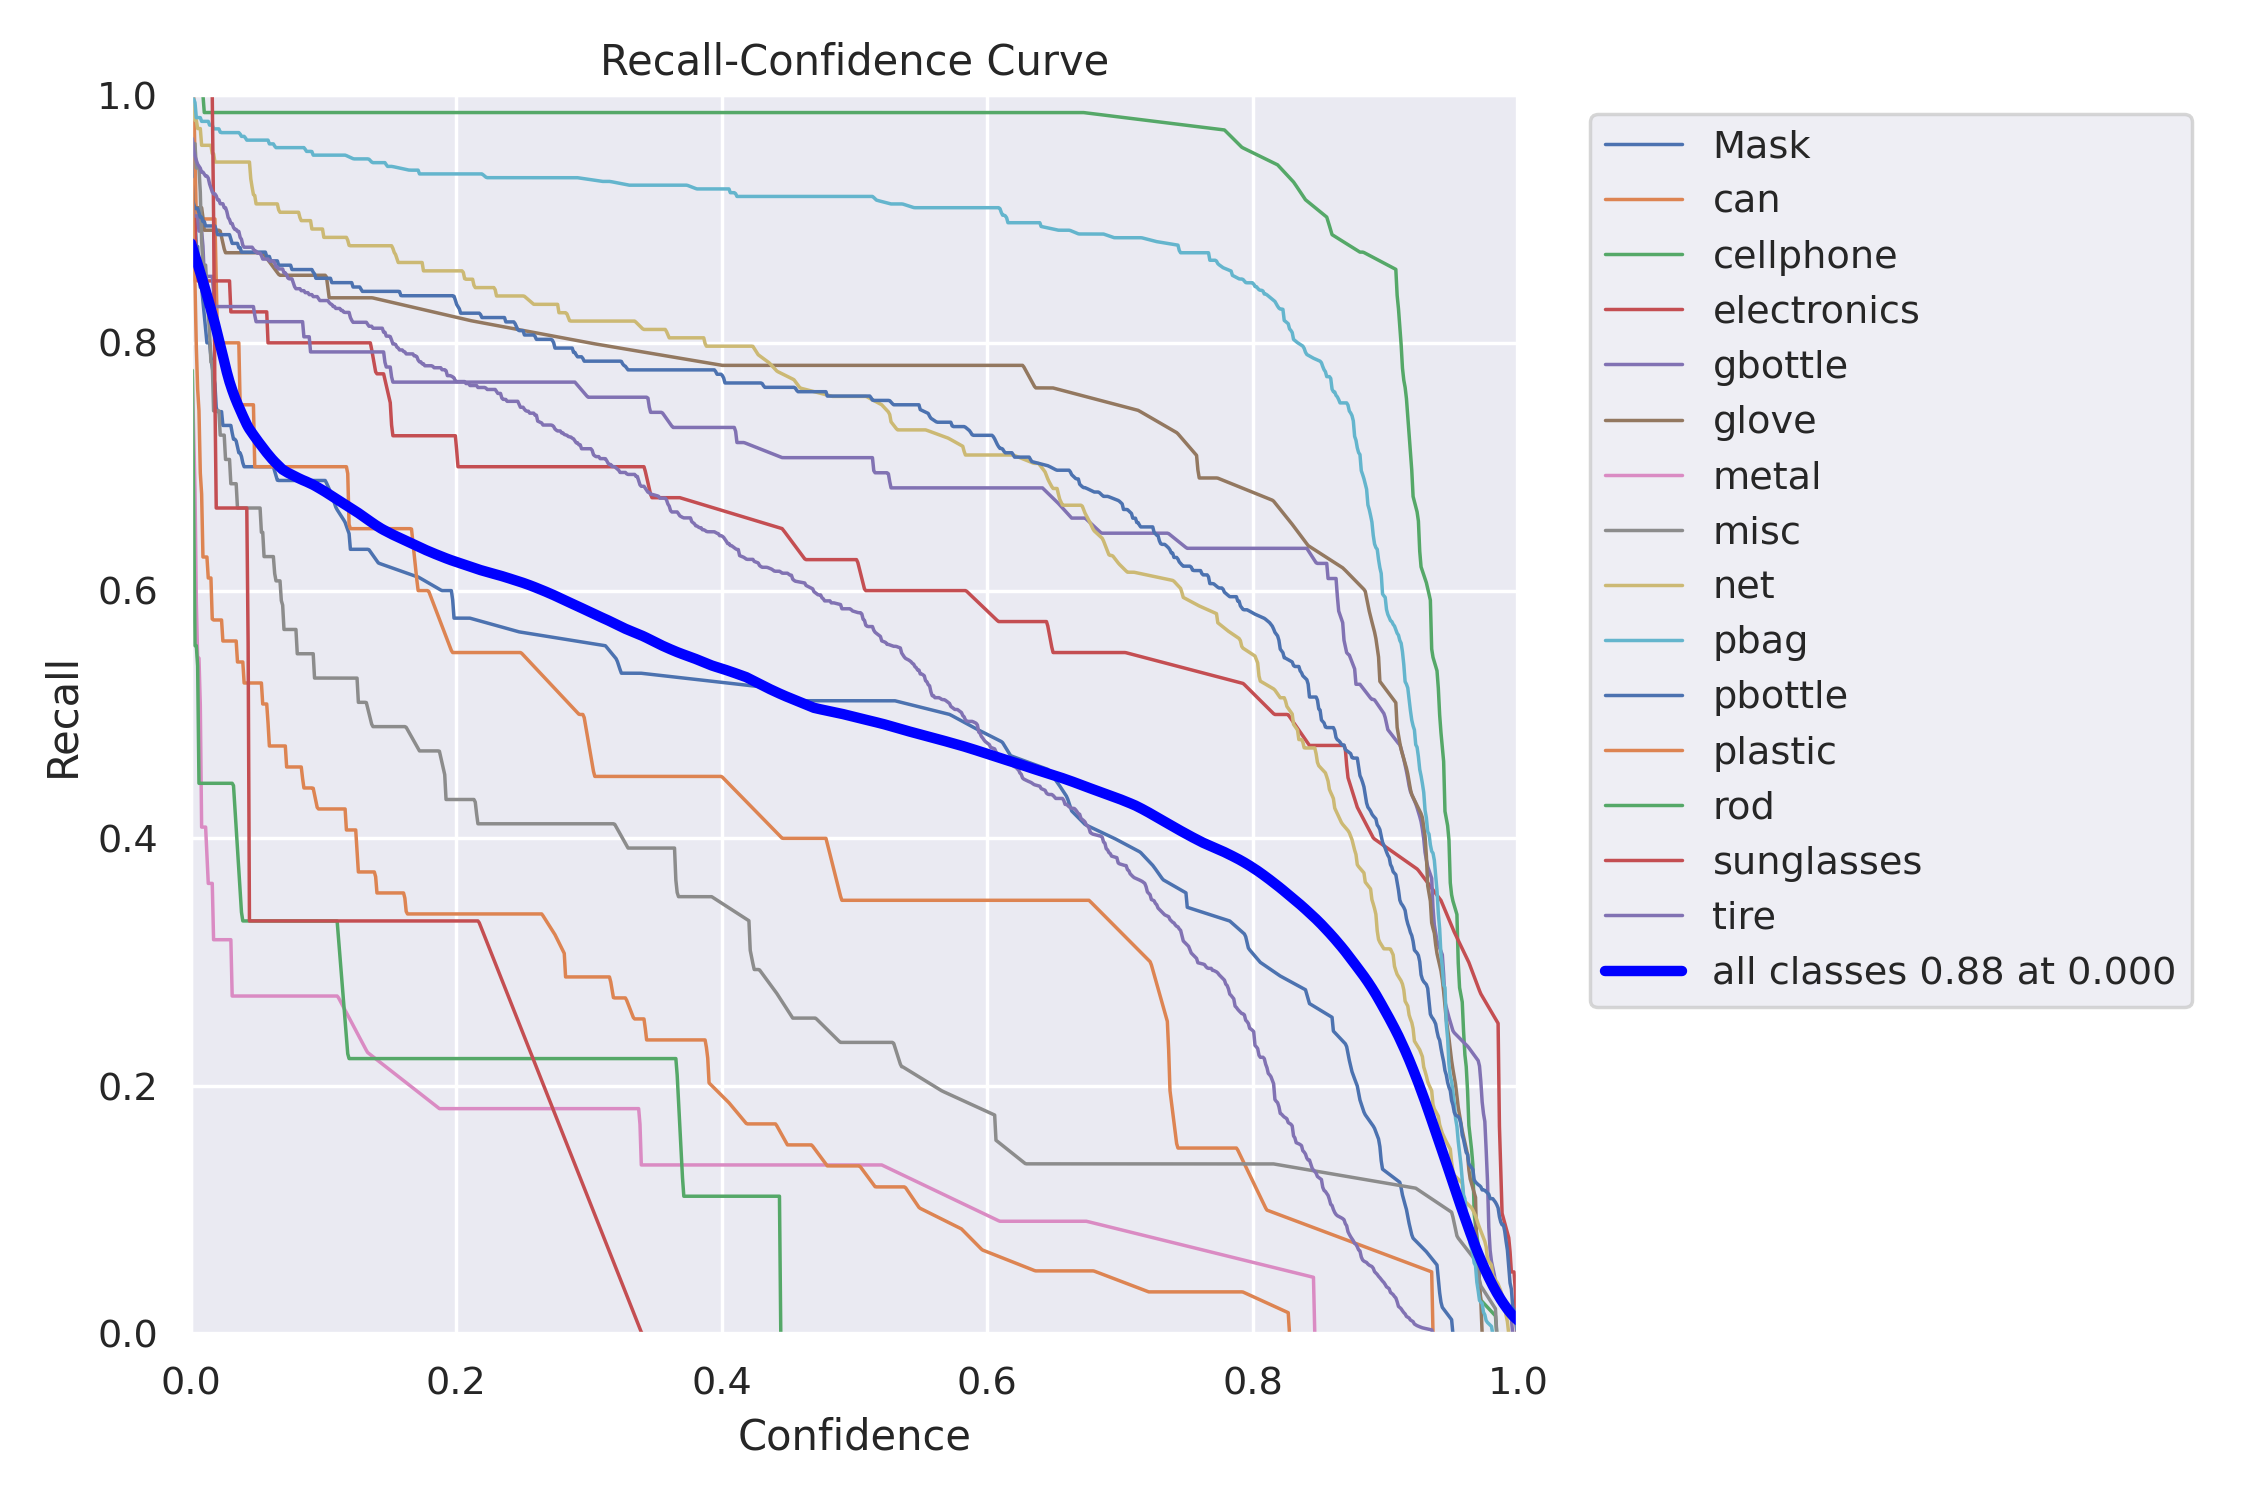 Recall-Confidence Curve
1.0
0.8
0.6
0.4
0.2
0.0
Recall
0.0 0.2 0.4 0.6 0.8 1.0
Confidence
Mask
can
cellphone
electronics
gbottle
glove
metal
misc
net
pbag
pbottle
plastic
rod
sunglasses
tire
all classes 0.88 at 0.000